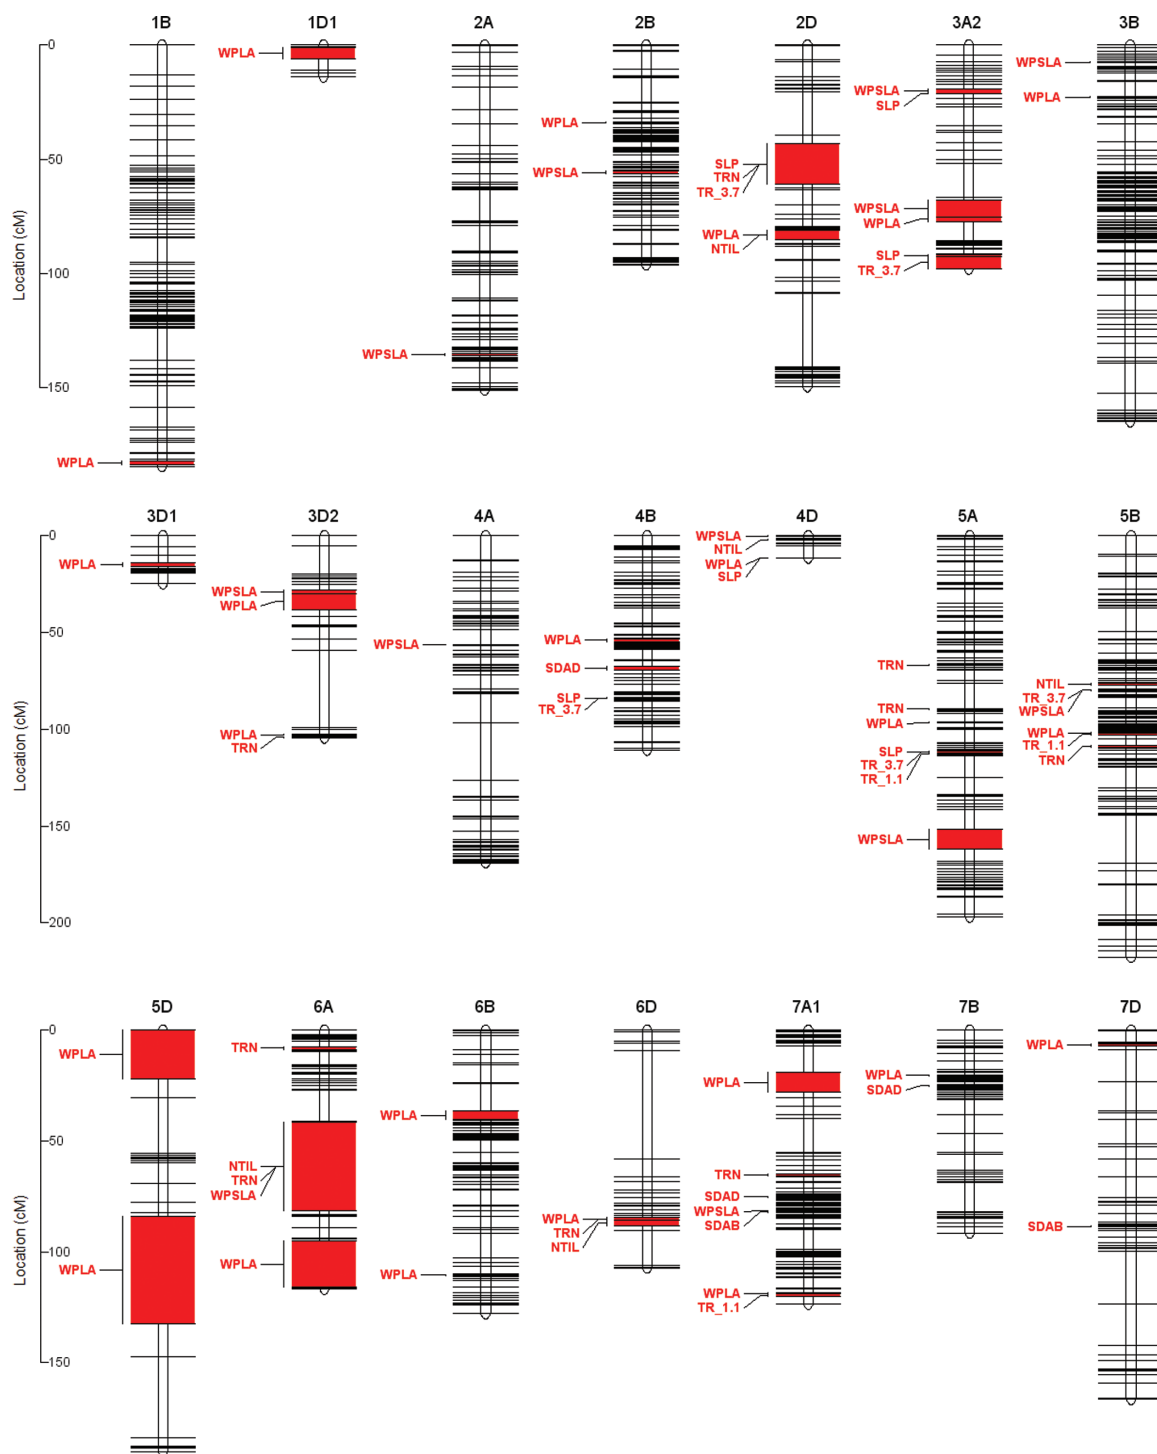 1B
1D1
2A
2B
2D
3A2
3B
Location (cM)
0
50
100
150
WPLA
WPLA
WPSLA
WPLA
WPSLA
SLP
TRN
TR_3.7
WPLA
NTIL
WPSLA
SLP
WPSLA
WPLA
SLP
TR_3.7
WPSLA
WPLA
3D1
3D2
4A
4B
4D
5A
5B
Location (cM)
0
50
100
150
200
WPLA
WPSLA
WPLA
WPLA
TRN
WPSLA
WPLA
SDAD
SLP
TR_3.7
WPSLA
NTIL
WPLA
SLP
TRN
TRN
WPLA
SLP
TR_3.7
TR_1.1
WPSLA
NTIL
TR_3.7
WPSLA
WPLA
TR_1.1
TRN
5D
6A
6B
6D
7A1
7B
7D
Location (cM)
0
50
100
150
WPLA
WPLA
TRN
NTIL
TRN
WPSLA
WPLA
WPLA
WPLA
WPLA
TRN
NTIL
WPLA
TRN
SDAD
WPSLA
SDAB
WPLA
TR_1.1
WPLA
SDAD
WPLA
SDAB